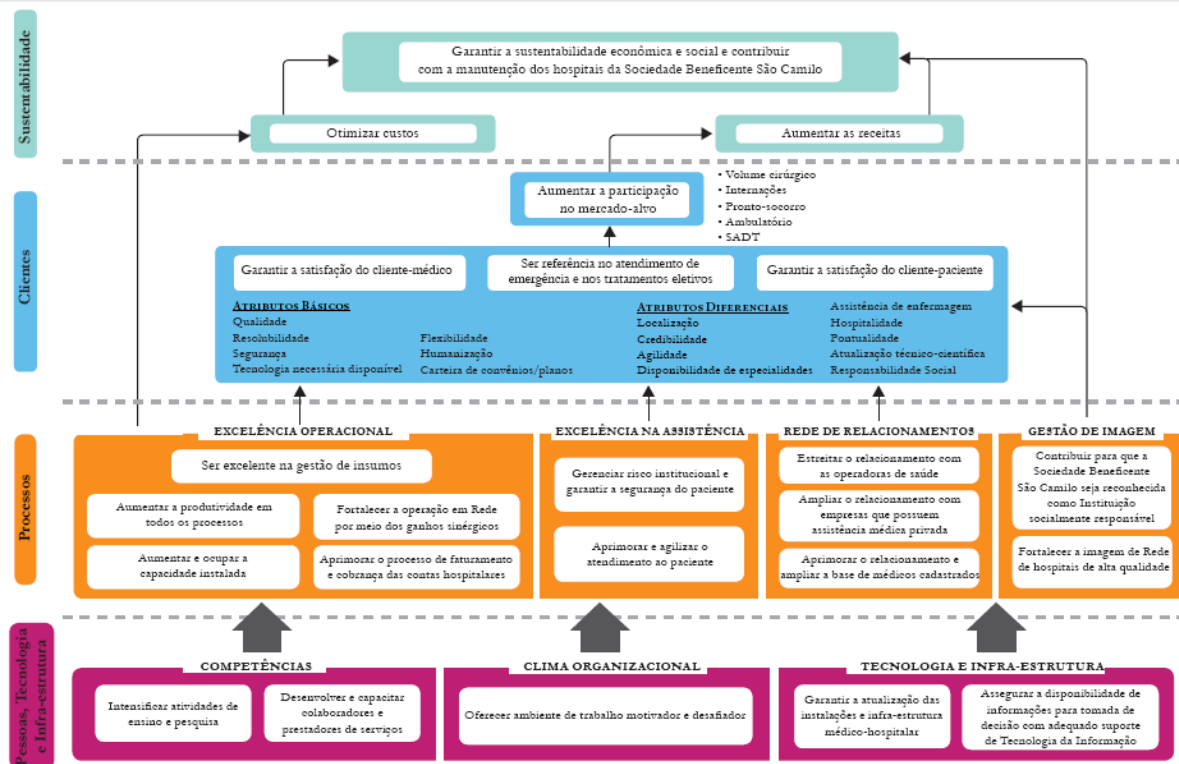 Sustentabilidade
Garantir a sustentabilidade econômica e social e contribuir
com a manutenção dos hospitais da Sociedade Beneficente São Camilo
Otimizar custos
Aumentar as receitas
Clientes
Aumentar a participação
no mercado-alvo
• Volume cirúrgico
• Internações
• Pronto-socorro
• Ambulatório
• SADT
Garantir a satisfação do cliente-médico
Ser referência no atendimento de
emergência e nos tratamentos eletivos
Garantir a satisfação do cliente-paciente
ATRIBUTOS BÁSICOS
Qualidade
Resolubilidade
Segurança
Tecnologia necessária disponível
Flexibilidade
Humanização
Carteira de convênios/planos
ATRIBUTOS DIFERENCIAIS
Localização
Credibilidade
Agilidade
Disponibilidade de especialidades
Assistência de enfermagem
Hospitalidade
Pontualidade
Atualização técnico-científica
Responsabilidade Social
Processos
EXCELÊNCIA OPERACIONAL
Ser excelente na gestão de insumos
Aumentar a produtividade em
todos os processos
Fortalecer a operação em Rede
por meio dos ganhos sinérgicos
Aumentar e ocupar a
capacidade instalada
Aprimorar o processo de faturamento
e cobrança das contas hospitalares
EXCELÊNCIA NA ASSISTÊNCIA
Gerenciar risco institucional e
garantir a segurança do paciente
Aprimorar e agilizar o
atendimento ao paciente
REDE DE RELACIONAMENTOS
Estreitar o relacionamento com
as operadoras de saúde
Ampliar o relacionamento com
empresas que possuem
assistência médica privada
Aprimorar o relacionamento e
ampliar a base de médicos cadastrados
GESTÃO DE IMAGEM
Contribuir para que a
Sociedade Beneficente
São Camilo seja reconhecida
como Instituição
socialmente responsável
Fortalecer a imagem de Rede
de hospitais de alta qualidade
Pessoas, Tecnologia
e Infra-estrutura
COMPETÊNCIAS
Intensificar atividades de
ensino e pesquisa
Desenvolver e capacitar
colaboradores e
prestadores de serviços
CLIMA ORGANIZACIONAL
Oferecer ambiente de trabalho motivador e desafiador
TECNOLOGIA E INFRA-ESTRUTURA
Garantir a atualização das
instalações e infra-estrutura
médico-hospitalar
Assegurar a disponibilidade de
informações para tomada de
decisão com adequado suporte
de Tecnologia da Informação